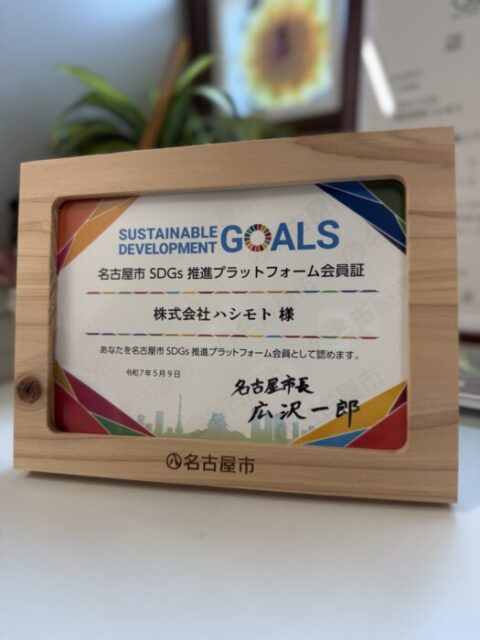 SUSTAINABLE
DEVELOPMENT
GOALS
名古屋市 SDGs 推進プラットフォーム会員証
株式会社ハシモト 様
あなたを名古屋市 SDGs 推進プラットフォーム会員として認めます。
令和7年5月9日
名古屋市長
広沢一郎
八名古屋市